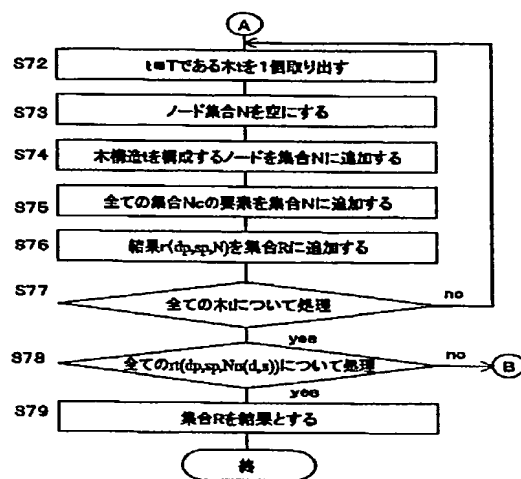 A
S72
t=Tである木tを1個取り出す
S73
ノード集合Nを空にする
S74
木構造tを構成するノードを集合Nに追加する
S75
全ての集合Ncの要素を集合Nに追加する
S76
結果r(dp,sp,N)を集合Rに追加する
S77
全ての木tについて処理
no
yes
S78
全てのrt(dp,sp,Nn(d,s))について処理
no
B
yes
S79
集合Rを結果とする
終